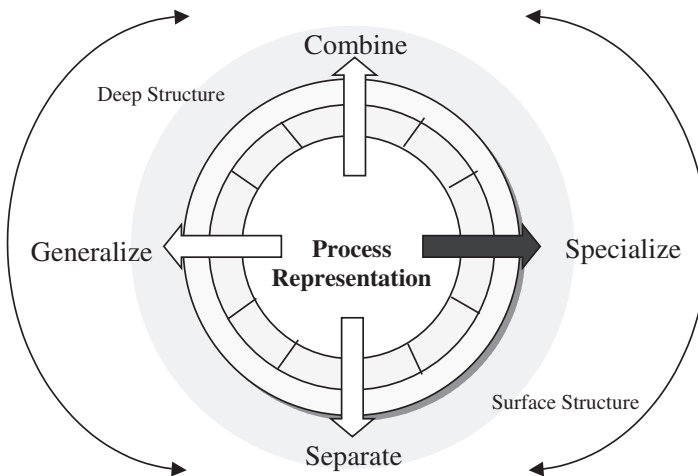 Combine
Deep Structure
Generalize
Process
Representation
Specialize
Surface Structure
Separate